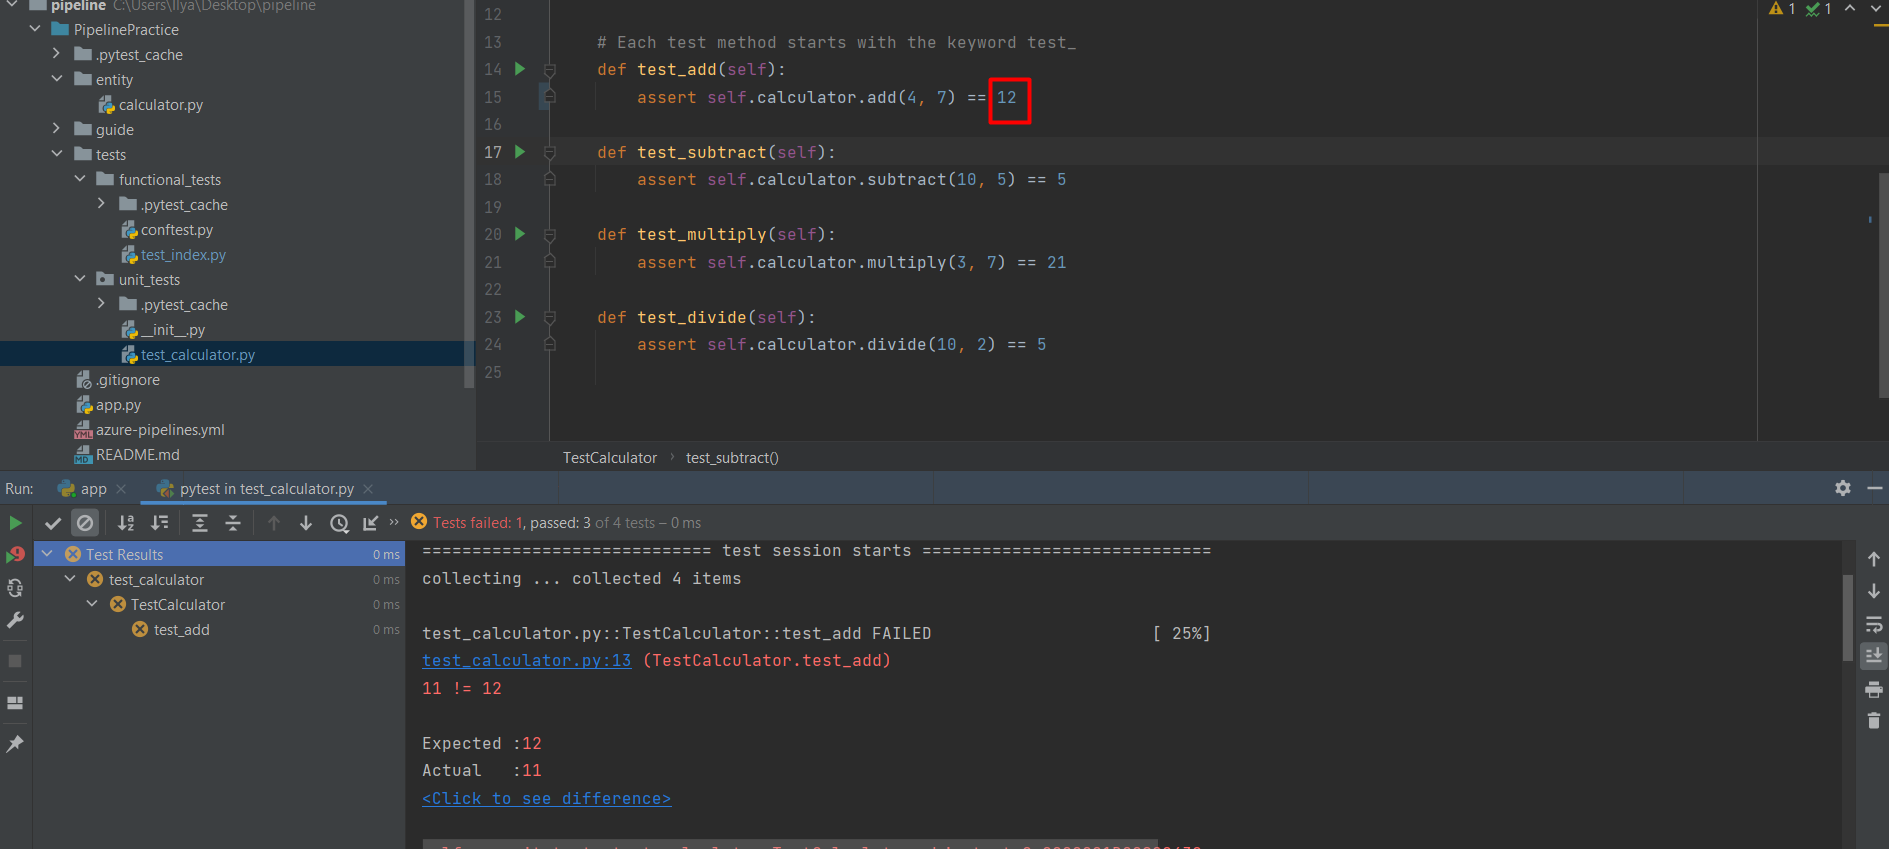 pipeline C:\Users\Ilya\Desktop\pipeline
PipelinePractice
.pytest_cache
entity
calculator.py
guide
tests
functional_tests
.pytest_cache
conftest.py
test_index.py
unit_tests
.pytest_cache
__init__.py
test_calculator.py
.gitignore
app.py
azure-pipelines.yml
README.md
1 1
12
13 # Each test method starts with the keyword test_
14 def test_add(self):
15 assert self.calculator.add(4, 7) == 12
16
17 def test_subtract(self):
18 assert self.calculator.subtract(10, 5) == 5
19
20 def test_multiply(self):
21 assert self.calculator.multiply(3, 7) == 21
22
23 def test_divide(self):
24 assert self.calculator.divide(10, 2) == 5
25
TestCalculator › test_subtract()
Run: app pytest in test_calculator.py
Tests failed: 1, passed: 3 of 4 tests – 0 ms
Test Results 0 ms
test_calculator 0 ms
TestCalculator 0 ms
test_add 0 ms
============================= test session starts =============================
collecting ... collected 4 items
test_calculator.py::TestCalculator::test_add FAILED [ 25%]
test_calculator.py:13 (TestCalculator.test_add)
11 != 12
Expected :12
Actual :11
<Click to see difference>